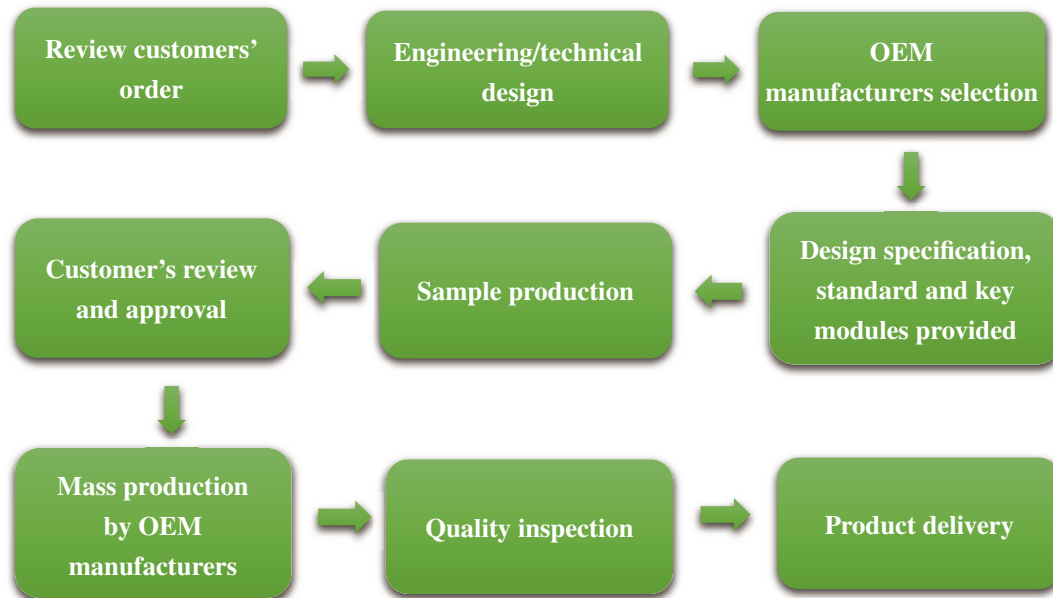 Review customers’
order
Engineering/technical
design
OEM
manufacturers selection
Design specification,
standard and key
modules provided
Sample production
Customer’s review
and approval
Mass production
by OEM
manufacturers
Quality inspection
Product delivery